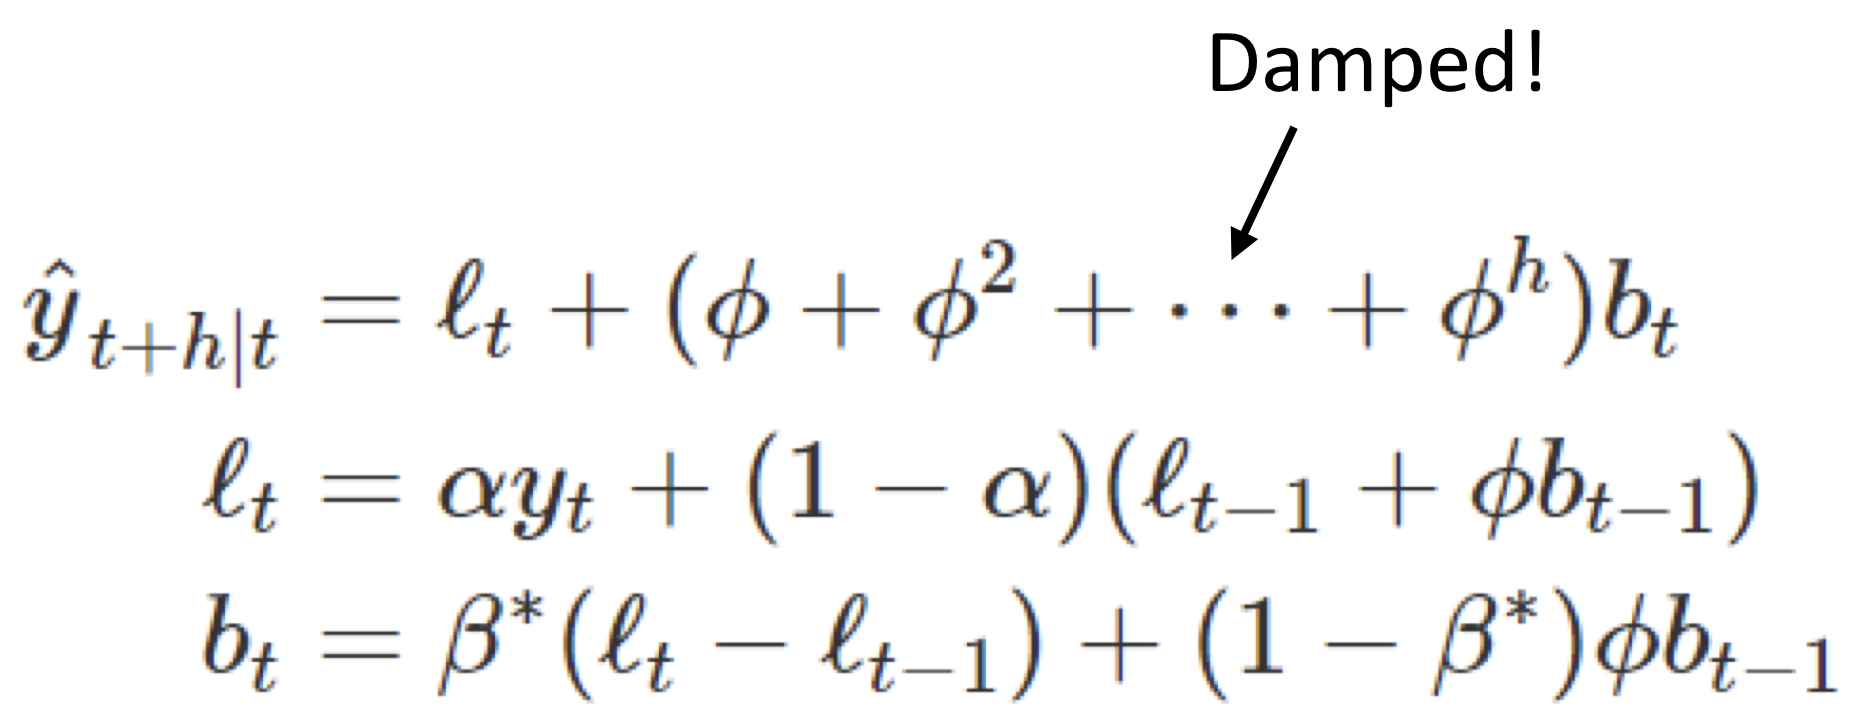 Damped!
ŷ_{t+h|t} = ℓ_t + (ϕ + ϕ² + ··· + ϕ^h)b_t
ℓ_t = αy_t + (1 − α)(ℓ_{t−1} + ϕb_{t−1})
b_t = β*(ℓ_t − ℓ_{t−1}) + (1 − β*)ϕb_{t−1}